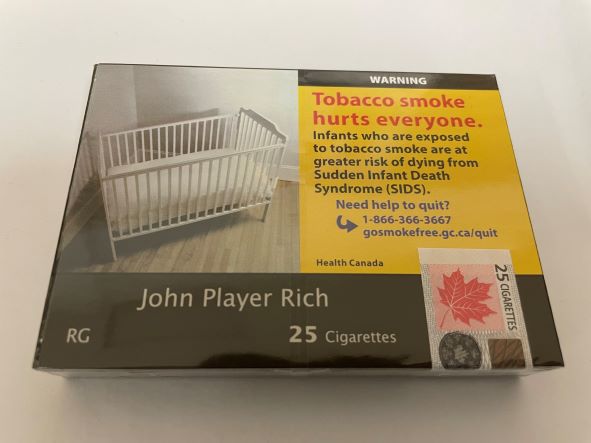 WARNING
Tobacco smoke
hurts everyone.
Infants who are exposed
to tobacco smoke are at
greater risk of dying from
Sudden Infant Death
Syndrome (SIDS).
Need help to quit?
1-866-366-3667
gosmokefree.gc.ca/quit
Health Canada
John Player Rich
RG
25 Cigarettes
25 CIGARETTES